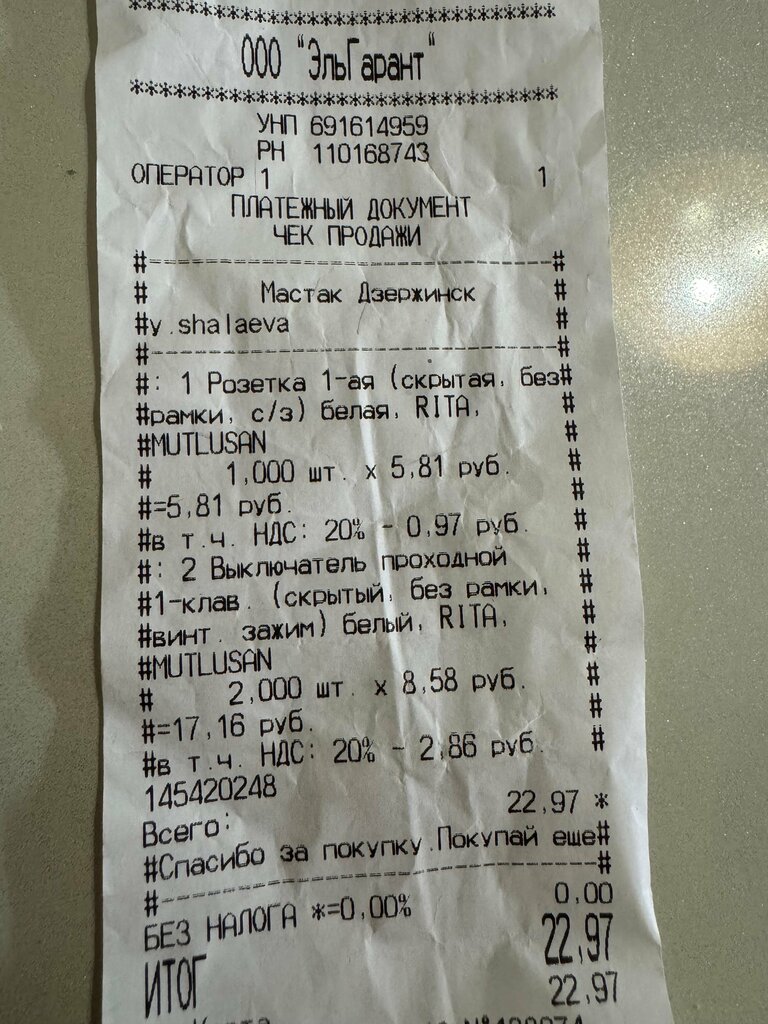 ********************************
ООО "ЭльГарант"
********************************
УНП 691614959
РН 110168743
ОПЕРАТОР 1 1
ПЛАТЕЖНЫЙ ДОКУМЕНТ
ЧЕК ПРОДАЖИ
#--------------------------------#
# Мастак Дзержинск #
#y.shalaeva #
#--------------------------------#
#: 1 Розетка 1-ая (скрытая, без#
#рамки, с/з) белая, RITA, #
#MUTLUSAN #
# 1,000 шт. x 5,81 руб. #
#=5,81 руб. #
#в т.ч. НДС: 20% - 0,97 руб. #
#: 2 Выключатель проходной #
#1-клав. (скрытый, без рамки, #
#винт. зажим) белый, RITA, #
#MUTLUSAN #
# 2,000 шт. x 8,58 руб. #
#=17,16 руб. #
#в т.ч. НДС: 20% - 2,86 руб. #
145420248
Всего: 22,97 *
#Спасибо за покупку.Покупай еще#
#--------------------------------#
БЕЗ НАЛОГА *=0,00% 0,00
ИТОГ 22,97
22,97